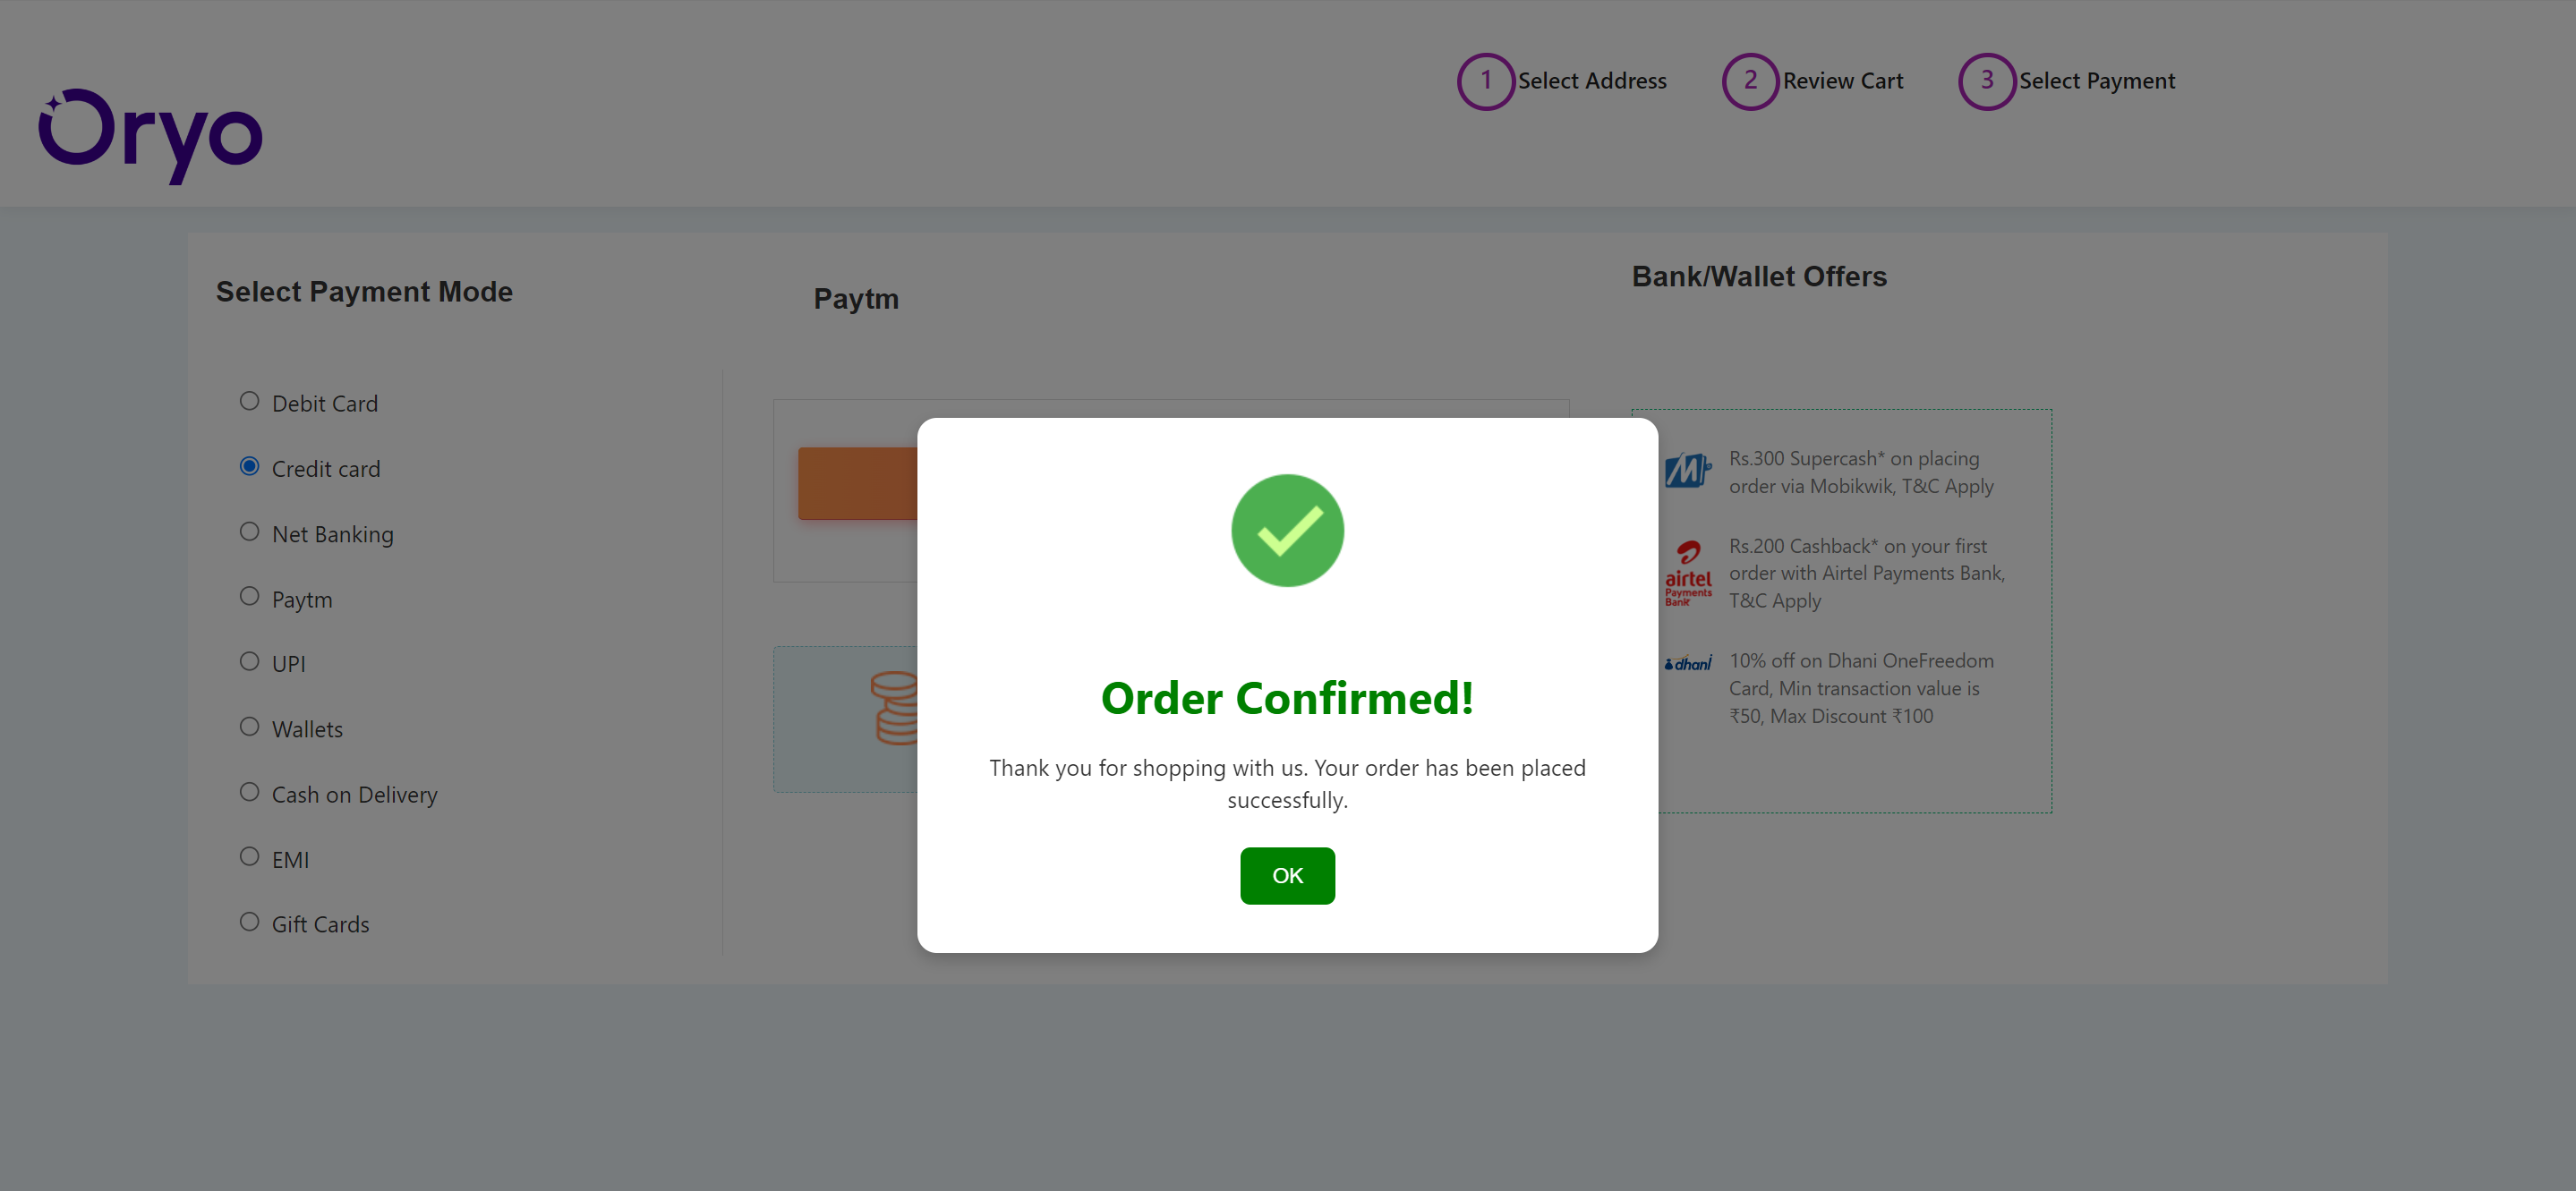 Oryo
1 Select Address
2 Review Cart
3 Select Payment
Select Payment Mode
Debit Card
Credit card
Net Banking
Paytm
UPI
Wallets
Cash on Delivery
EMI
Gift Cards
Paytm
Bank/Wallet Offers
Rs.300 Supercash* on placing
order via Mobikwik, T&C Apply
airtel
Payments
Bank
Rs.200 Cashback* on your first
order with Airtel Payments Bank,
T&C Apply
dhani
10% off on Dhani OneFreedom
Card, Min transaction value is
₹50, Max Discount ₹100
Order Confirmed!
Thank you for shopping with us. Your order has been placed
successfully.
OK